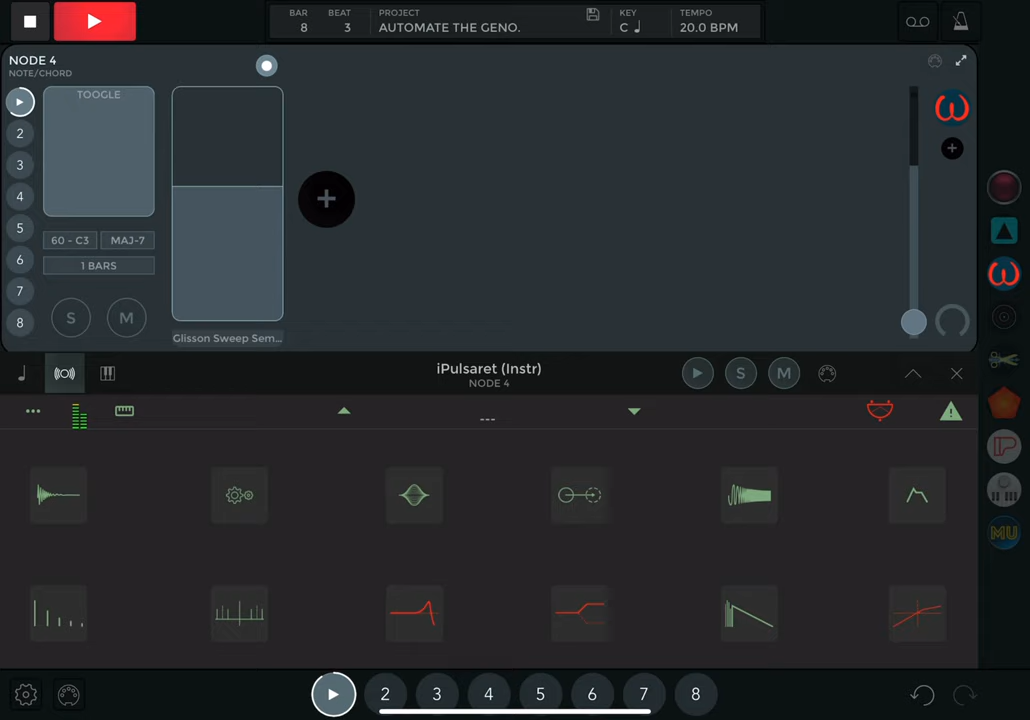 BAR
8
BEAT
3
PROJECT
AUTOMATE THE GENO.
KEY
C
TEMPO
20.0 BPM
NODE 4
NOTE/CHORD
TOOGLE
2
3
4
5
6
7
8
60 - C3
MAJ-7
1 BARS
S
M
Glisson Sweep Sem...
iPulsaret (Instr)
NODE 4
S
M
---
MU
2
3
4
5
6
7
8